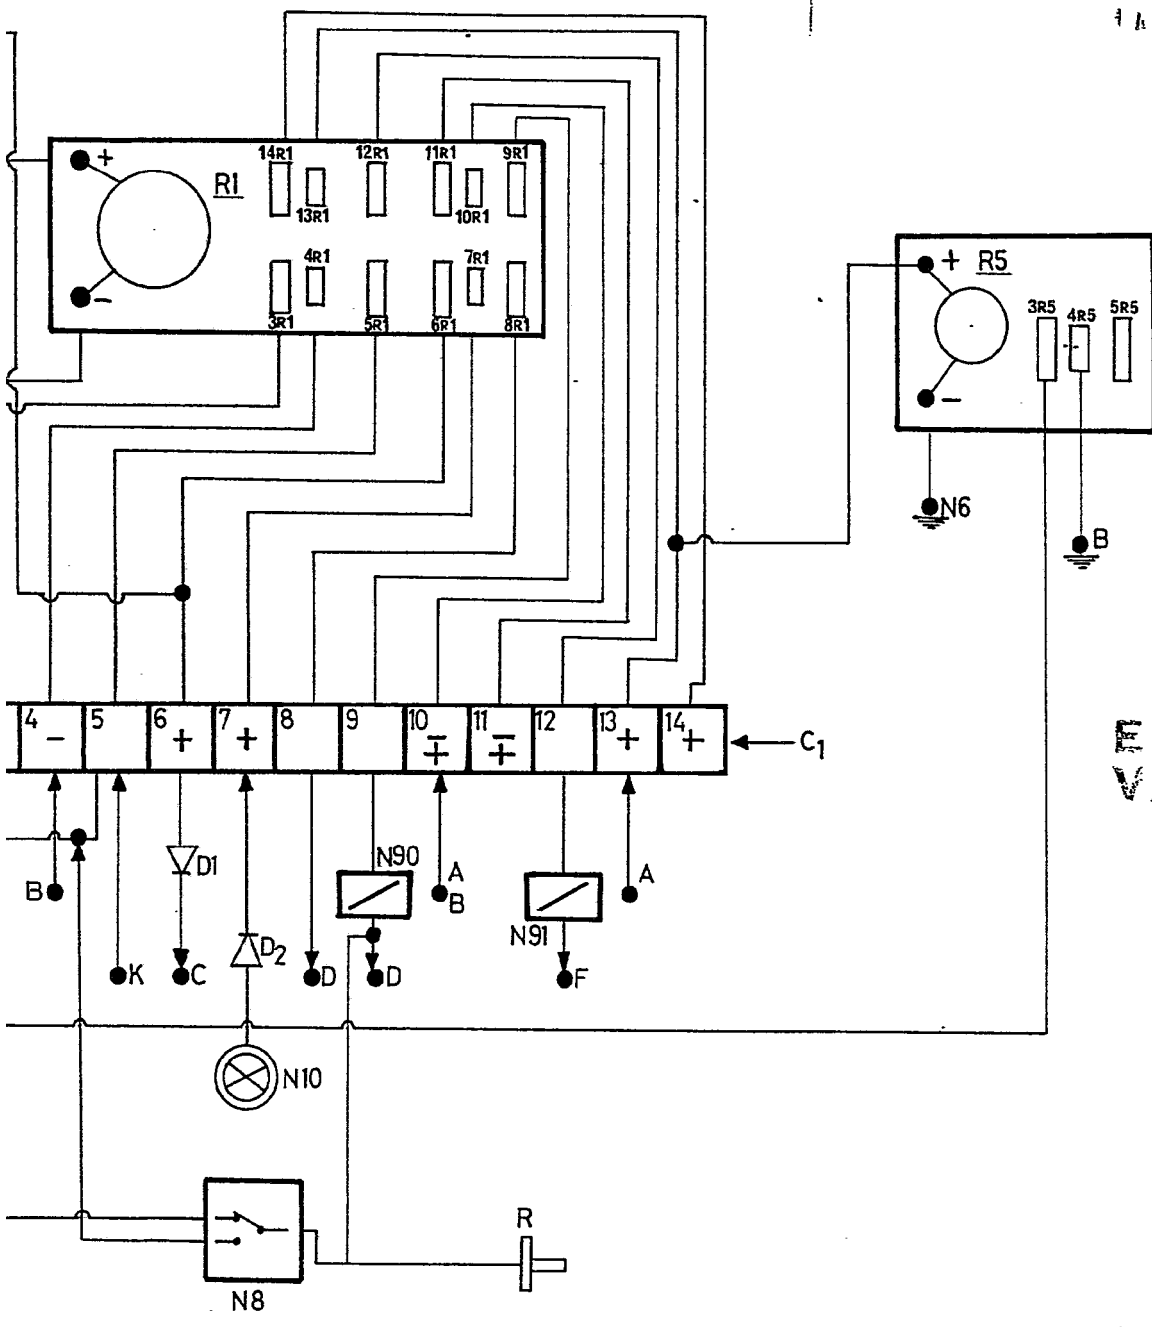 + R1 14R1 12R1 11R1 9R1
13R1 10R1
4R1 7R1
- 3R1 5R1 6R1 8R1
+ R5
3R5 4R5 5R5
-
N6
B
4 5 6 7 8 9 10 11 12 13 14
- + + ∓ ∓ + + C1
D1 N90 A A
B B
N91
D2
K C D D F
N10
R
N8